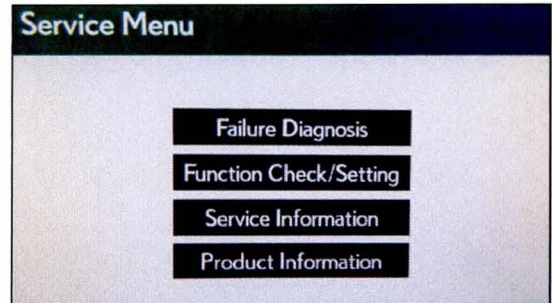 Service Menu
Failure Diagnosis
Function Check/Setting
Service Information
Product Information